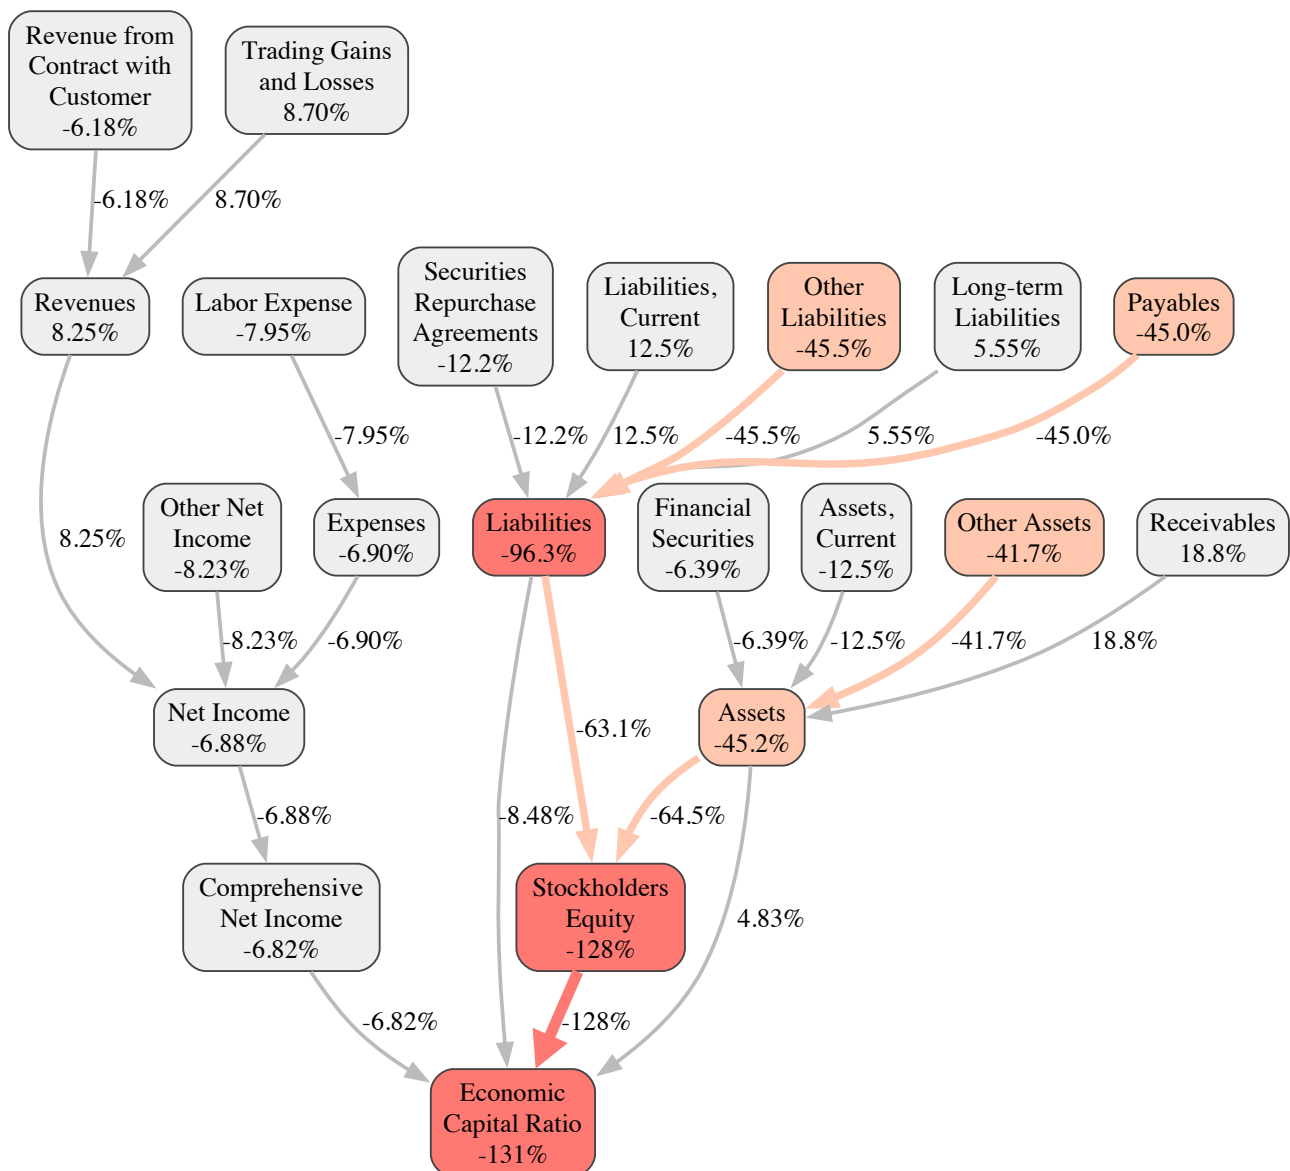 Revenue from
Contract with
Customer
-6.18%
Trading Gains
and Losses
8.70%
-6.18%
8.70%
Revenues
8.25%
Labor Expense
-7.95%
Securities
Repurchase
Agreements
-12.2%
Liabilities,
Current
12.5%
Other
Liabilities
-45.5%
Long-term
Liabilities
5.55%
Payables
-45.0%
-7.95%
-12.2%
12.5%
-45.5%
5.55%
-45.0%
8.25%
Other Net
Income
-8.23%
Expenses
-6.90%
Liabilities
-96.3%
Financial
Securities
-6.39%
Assets,
Current
-12.5%
Other Assets
-41.7%
Receivables
18.8%
-8.23%
-6.90%
-6.39%
-12.5%
-41.7%
18.8%
Net Income
-6.88%
-63.1%
Assets
-45.2%
-6.88%
-8.48%
-64.5%
Comprehensive
Net Income
-6.82%
Stockholders
Equity
-128%
4.83%
-6.82%
-128%
Economic
Capital Ratio
-131%